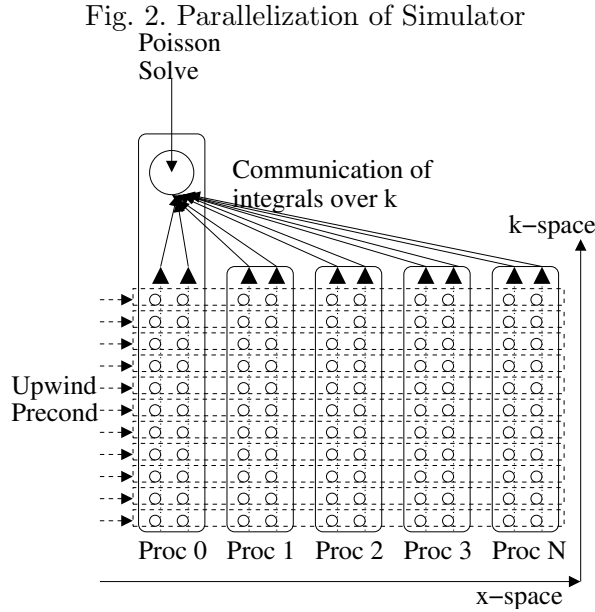 Fig. 2. Parallelization of Simulator
Poisson
Solve
Communication of
integrals over k
k−space
Upwind
Precond
Proc 0
Proc 1
Proc 2
Proc 3
Proc N
x−space